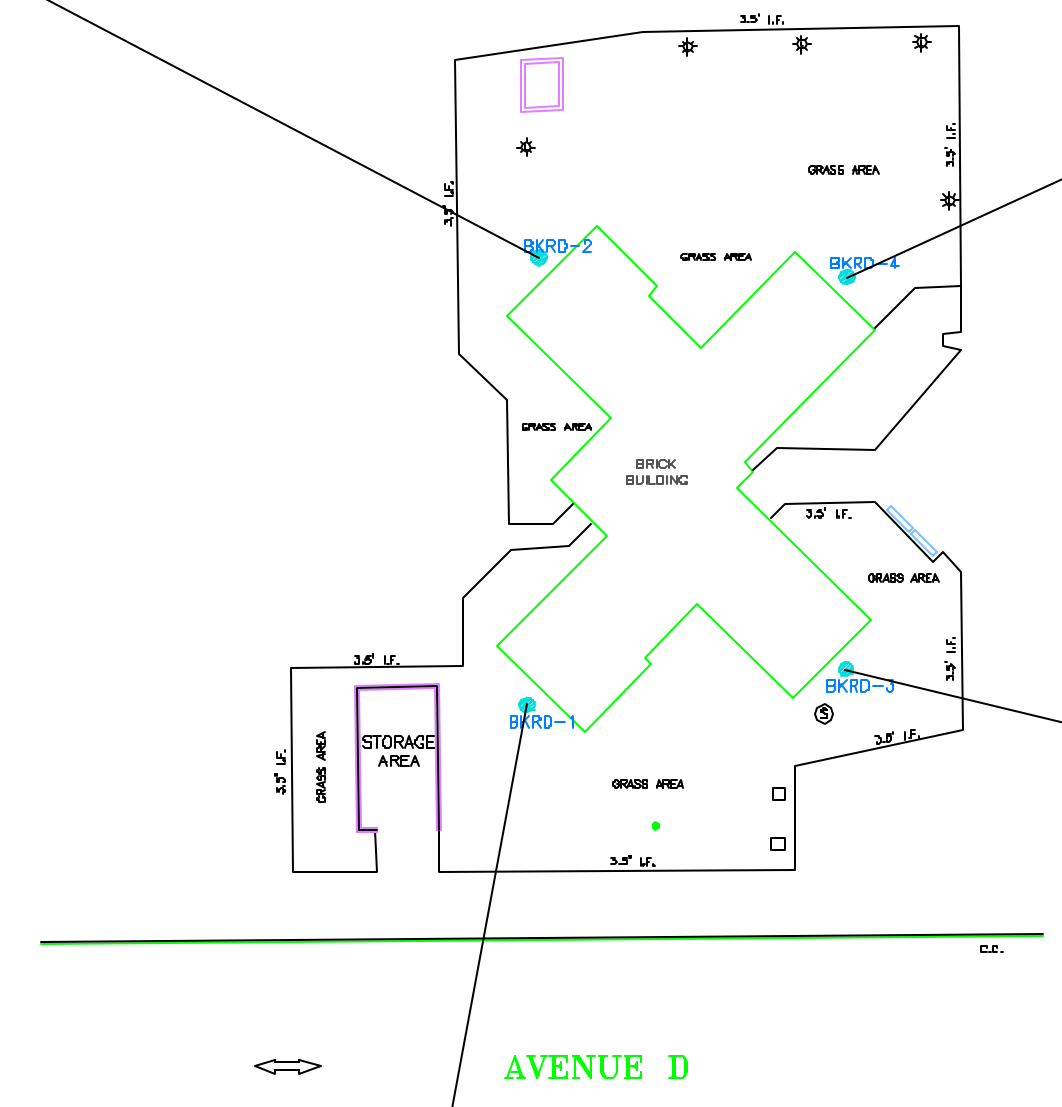 3.5' I.F.
3.5' I.F.
GRASS AREA
3.5' I.F.
BKRD-2
GRASS AREA
BKRD-4
GRASS AREA
BRICK
BUILDING
3.5' I.F.
GRASS AREA
3.5' I.F.
3.5' I.F.
BKRD-3
BKRD-1
3.5' I.F.
STORAGE
AREA
GRASS AREA
3.5' I.F.
GRASS AREA
3.5' I.F.
C.C.
AVENUE D